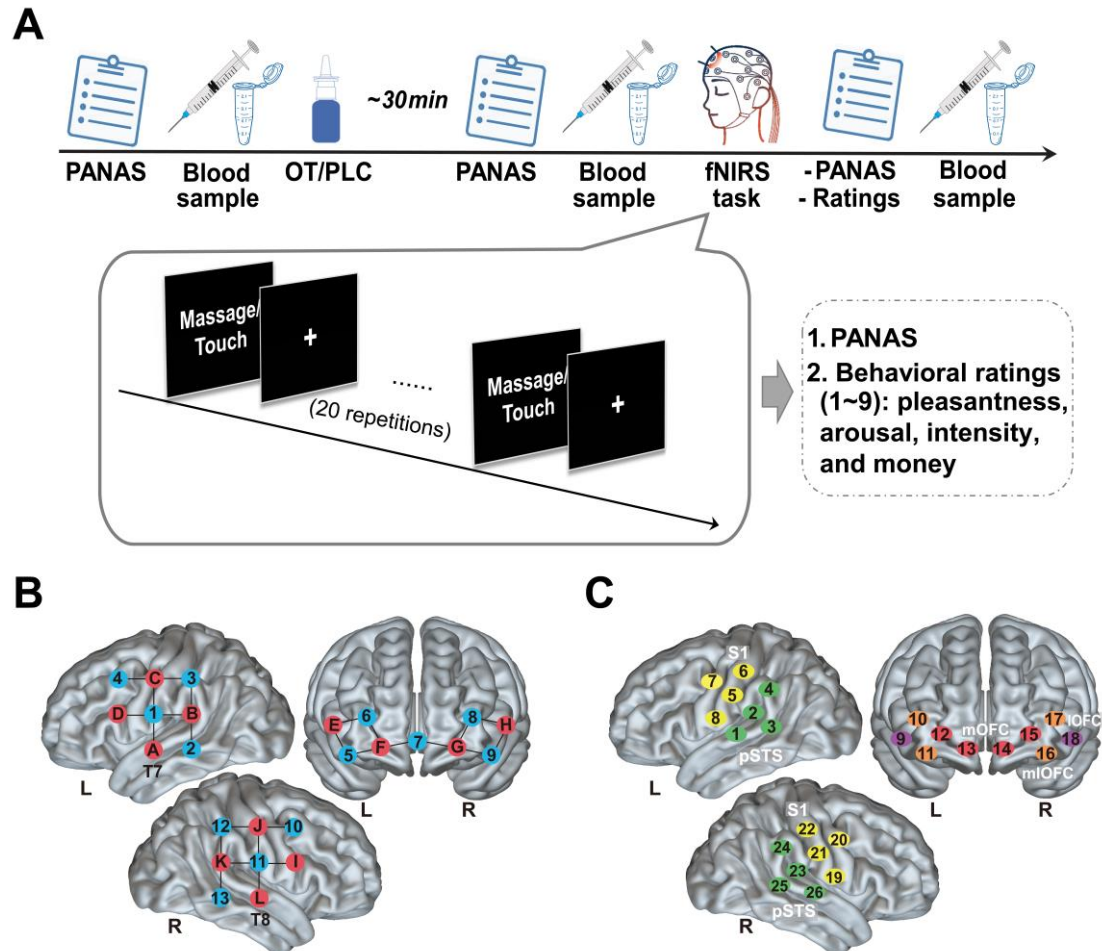 A
~30min
PANAS
Blood
sample
OT/PLC
PANAS
Blood
sample
fNIRS
task
-PANAS
- Ratings
Blood
sample
Massage/
Touch
+
......
(20 repetitions)
Massage/
Touch
+
1. PANAS
2. Behavioral ratings
(1~9): pleasantness,
arousal, intensity,
and money
B
4 C 3
D 1 B
A 2
T7
L
E 6 8 H
5 F 7 G 9
L R
12 J 10
K 11 I
13 L
T8
R
C
S1
7 6
5 4
8 2
1 3
pSTS
L
10 17 lOFC
9 12 mOFC 15 18
11 13 14 16
mlOFC
L R
S1
22 20
24 21
23 19
25 26
pSTS
R